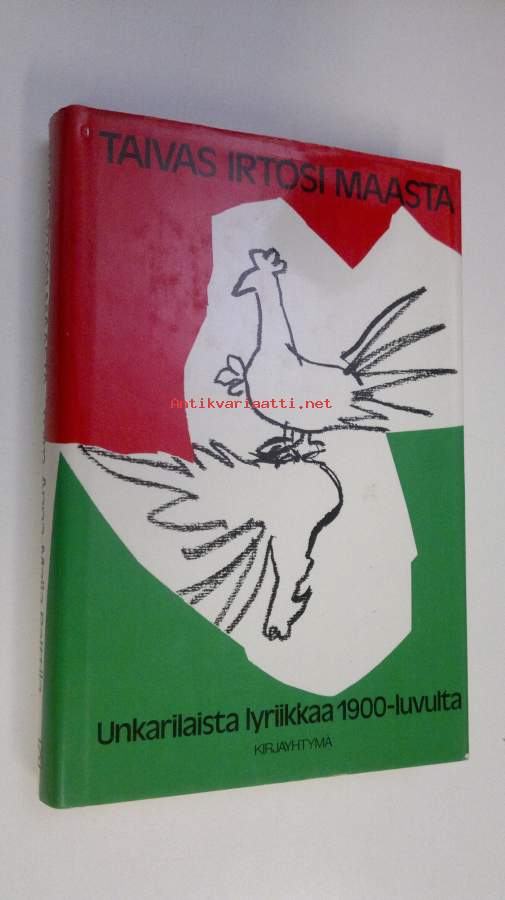 TAIVAS IRTOSI MAASTA
Antikvariaatti.net
Unkarilaista lyriikkaa 1900-luvulta
KIRJAYHTYMÄ